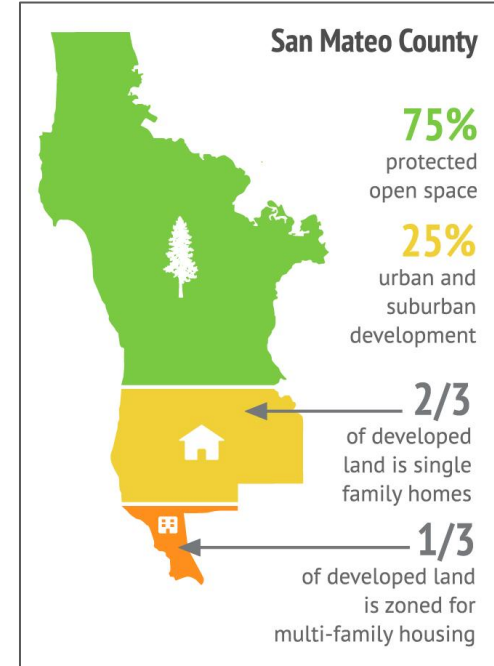 San Mateo County
75%
protected
open space
25%
urban and
suburban
development
2/3
of developed
land is single
family homes
1/3
of developed land
is zoned for
multi-family housing